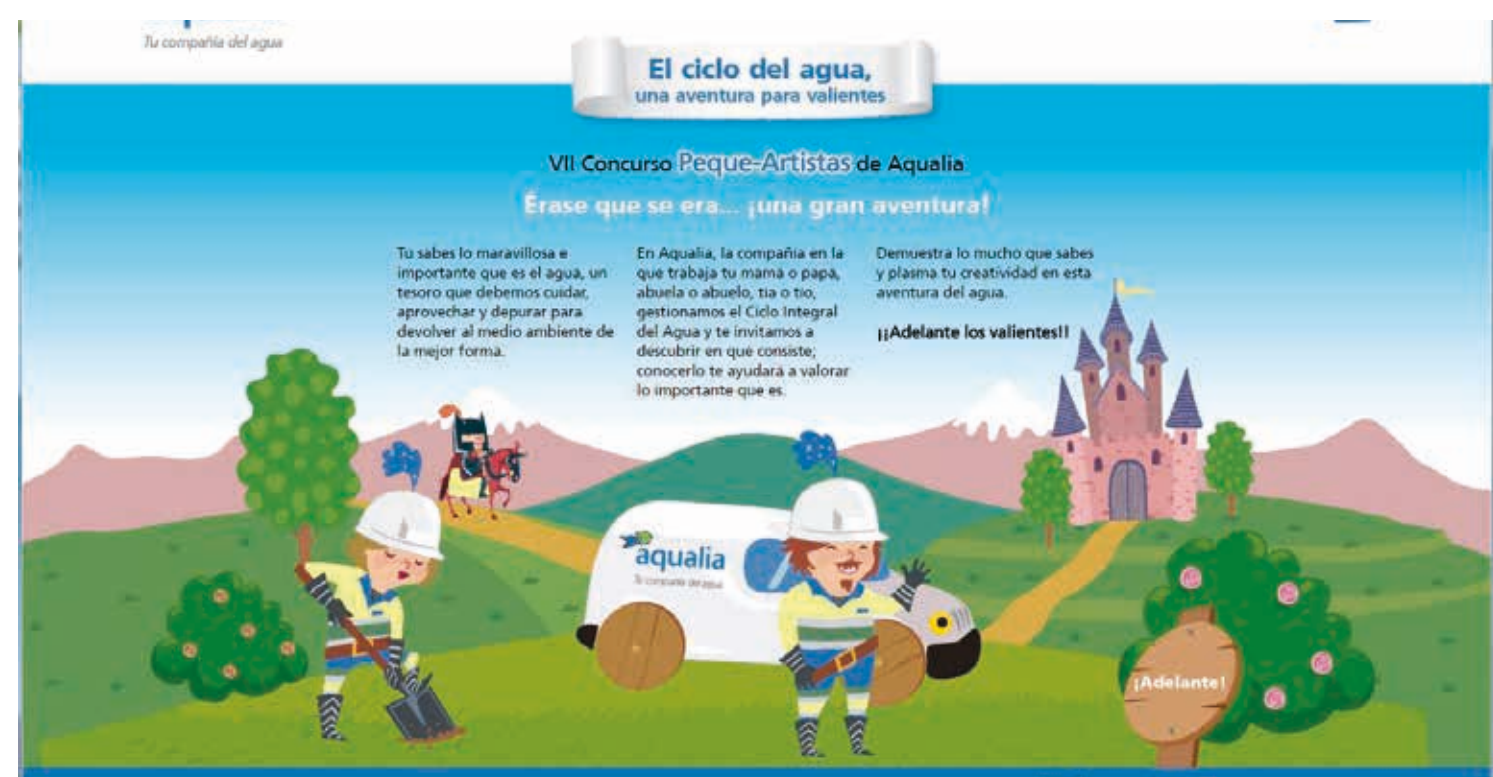 Tu compañía del agua
El ciclo del agua,
una aventura para valientes
VII Concurso Peque-Artistas de Aqualia
Érase que se era... ¡una gran aventura!
Tu sabes lo maravillosa e
importante que es el agua, un
tesoro que debemos cuidar,
aprovechar y depurar para
devolver al medio ambiente de
la mejor forma.
En Aqualia, la compañía en la
que trabaja tu mamá o papá,
abuela o abuelo, tía o tío,
gestionamos el Ciclo Integral
del Agua y te invitamos a
descubrir en que consiste;
conocerlo te ayudará a valorar
lo importante que es.
Demuestra lo mucho que sabes
y plasma tu creatividad en esta
aventura del agua.
¡¡Adelante los valientes!!
aqualia
Tu compañía del agua
¡Adelante!